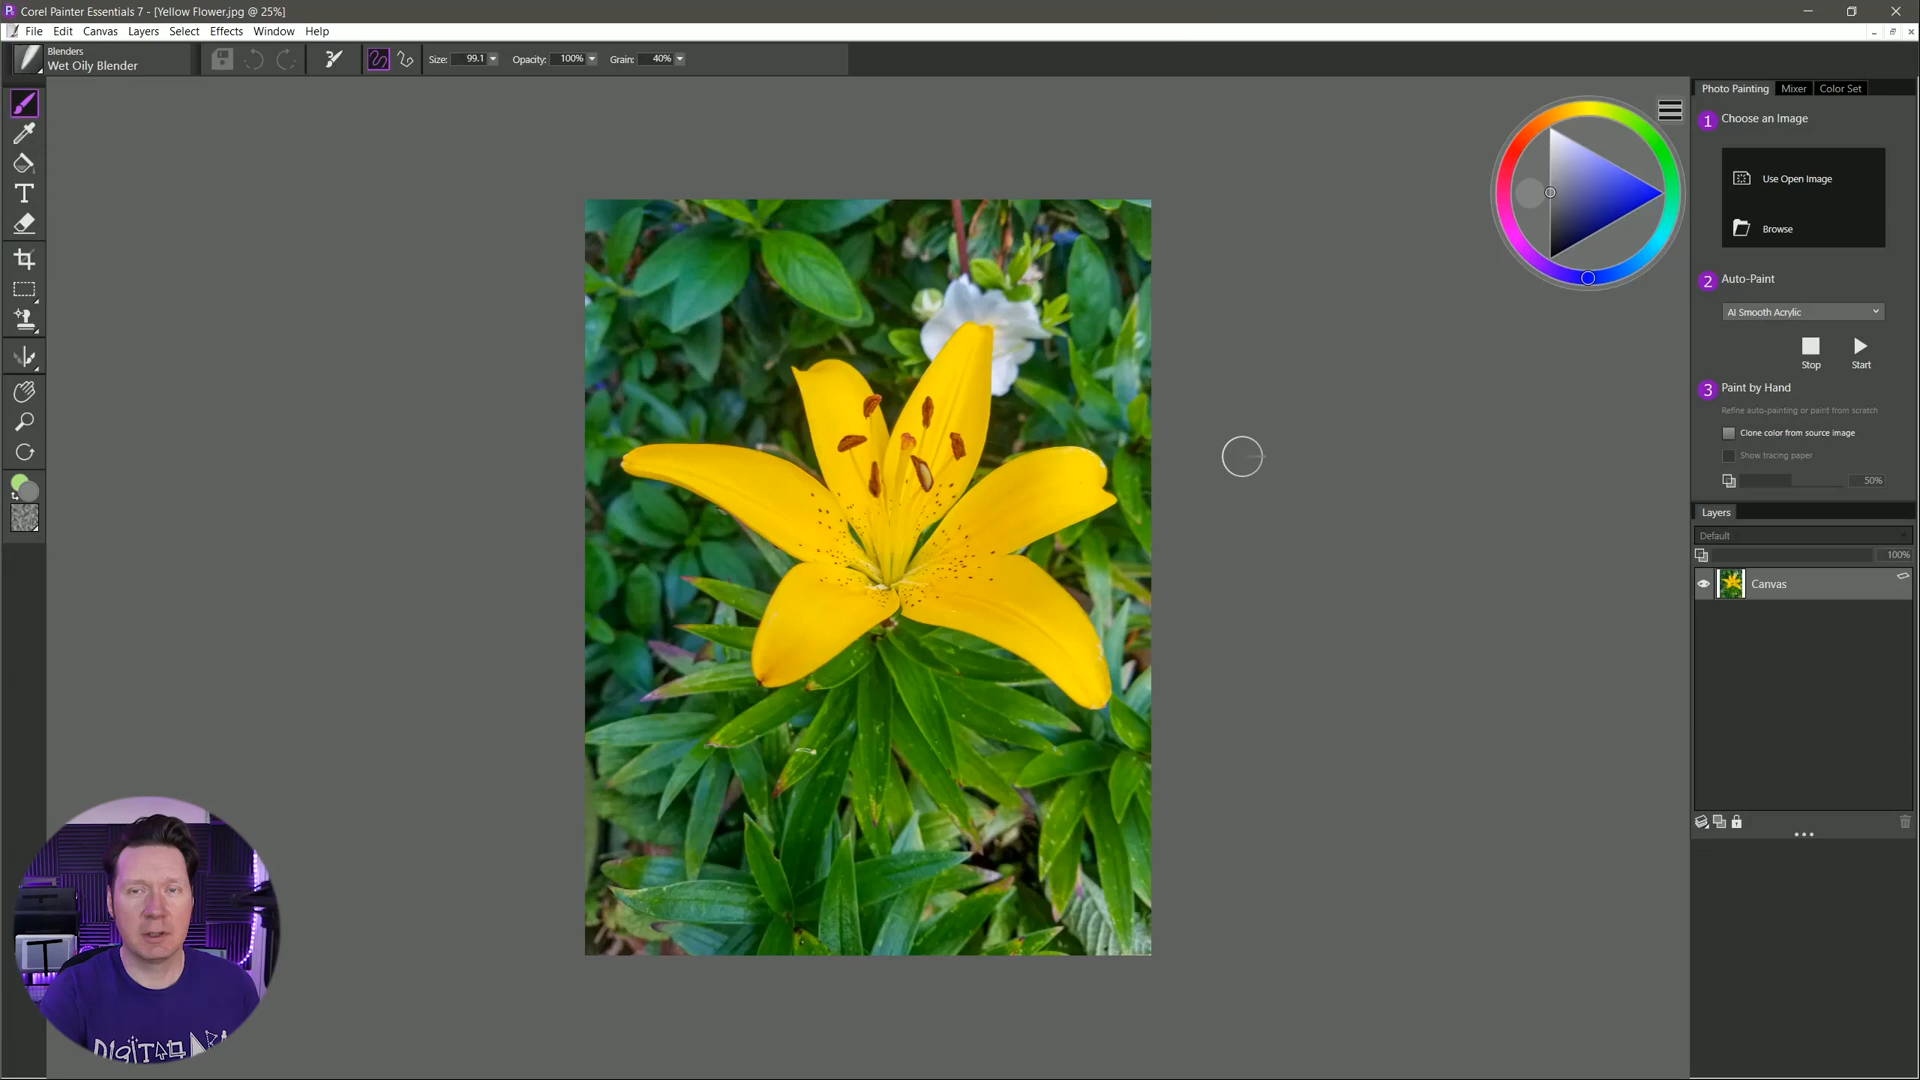 Corel Painter Essentials 7 - [Yellow Flower.jpg @ 25%]
File Edit Canvas Layers Select Effects Window Help
Blenders
Wet Oily Blender
Size: 99.1 Opacity: 100% Grain: 40%
Photo Painting Mixer Color Set
1 Choose an Image
Use Open Image
Browse
2 Auto-Paint
AI Smooth Acrylic
Stop Start
3 Paint by Hand
Refine auto-painting or paint from scratch
Clone color from source image
Show tracing paper
50%
Layers
Default
100%
Canvas
T
DIGITAL